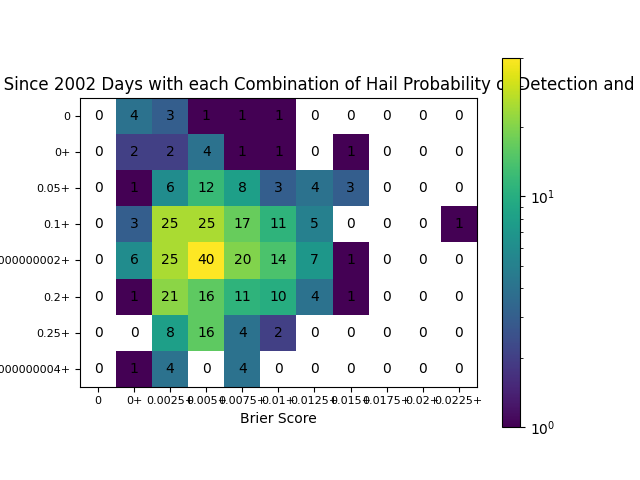 Since 2002 Days with each Combination of Hail Probability of Detection and
0 0 4 3 1 1 1 0 0 0 0 0
0+ 0 2 2 4 1 1 0 1 0 0 0
0.05+ 0 1 6 12 8 3 4 3 0 0 0
0.1+ 0 3 25 25 17 11 5 0 0 0 1
000000002+ 0 6 25 40 20 14 7 1 0 0 0
0.2+ 0 1 21 16 11 10 4 1 0 0 0
0.25+ 0 0 8 16 4 2 0 0 0 0 0
000000004+ 0 1 4 0 4 0 0 0 0 0 0
0 0+ 0.0025+ 0.005+ 0.0075+ 0.01+ 0.0125+ 0.015+ 0.0175+ 0.02+ 0.0225+
Brier Score
10^1
10^0